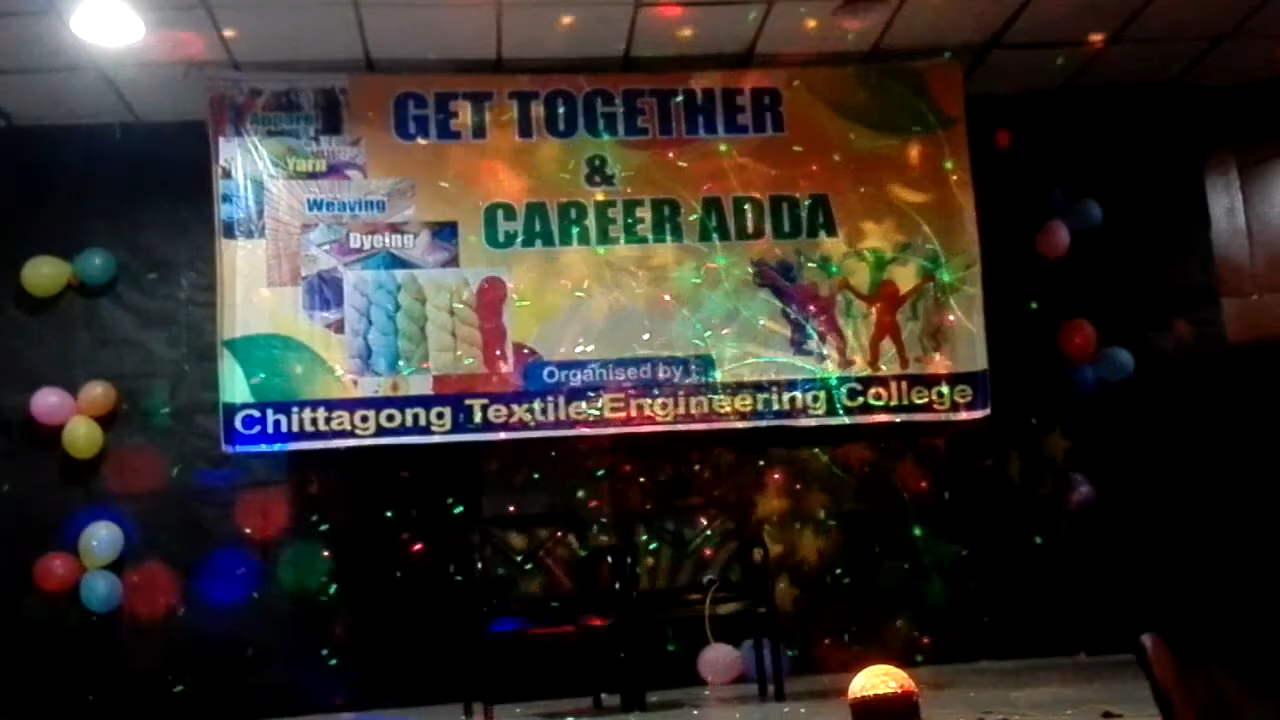 GET TOGETHER
&
CAREER ADDA
Apparel
Yarn
Weaving
Dyeing
Organised by :
Chittagong Textile Engineering College